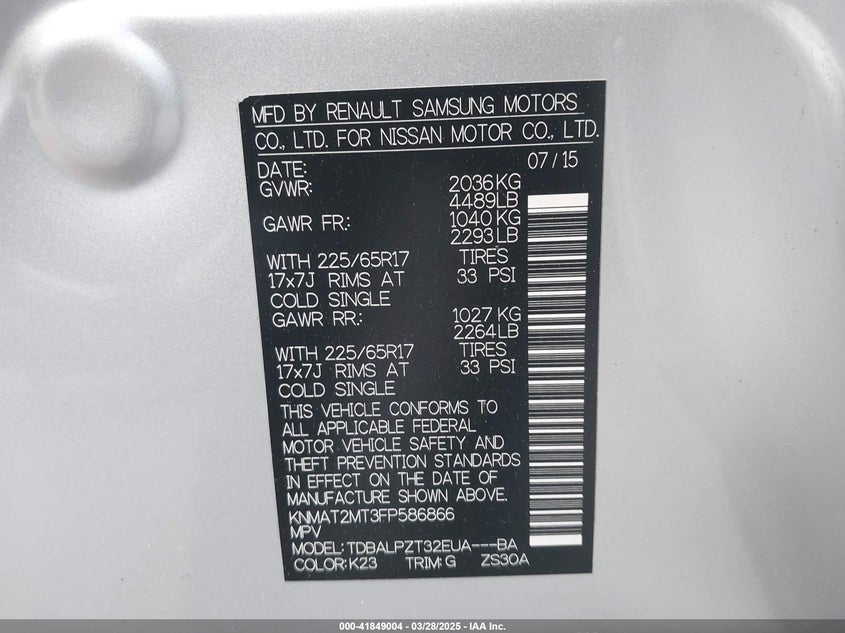 MFD BY RENAULT SAMSUNG MOTORS
CO., LTD. FOR NISSAN MOTOR CO., LTD.
DATE: 07/15
GVWR: 2036KG
4489LB
GAWR FR.: 1040KG
2293LB
WITH 225/65R17 TIRES
17x7J RIMS AT 33 PSI
COLD SINGLE
GAWR RR.: 1027KG
2264LB
WITH 225/65R17 TIRES
17x7J RIMS AT 33 PSI
COLD SINGLE
THIS VEHICLE CONFORMS TO
ALL APPLICABLE FEDERAL
MOTOR VEHICLE SAFETY AND
THEFT PREVENTION STANDARDS
IN EFFECT ON THE DATE OF
MANUFACTURE SHOWN ABOVE.
KNMAT2MT3FP586866
MPV
MODEL: TDBALPZT32EUA---BA
COLOR: K23 TRIM: G ZS30A
000-41849004 — 03/28/2025 — IAA Inc.